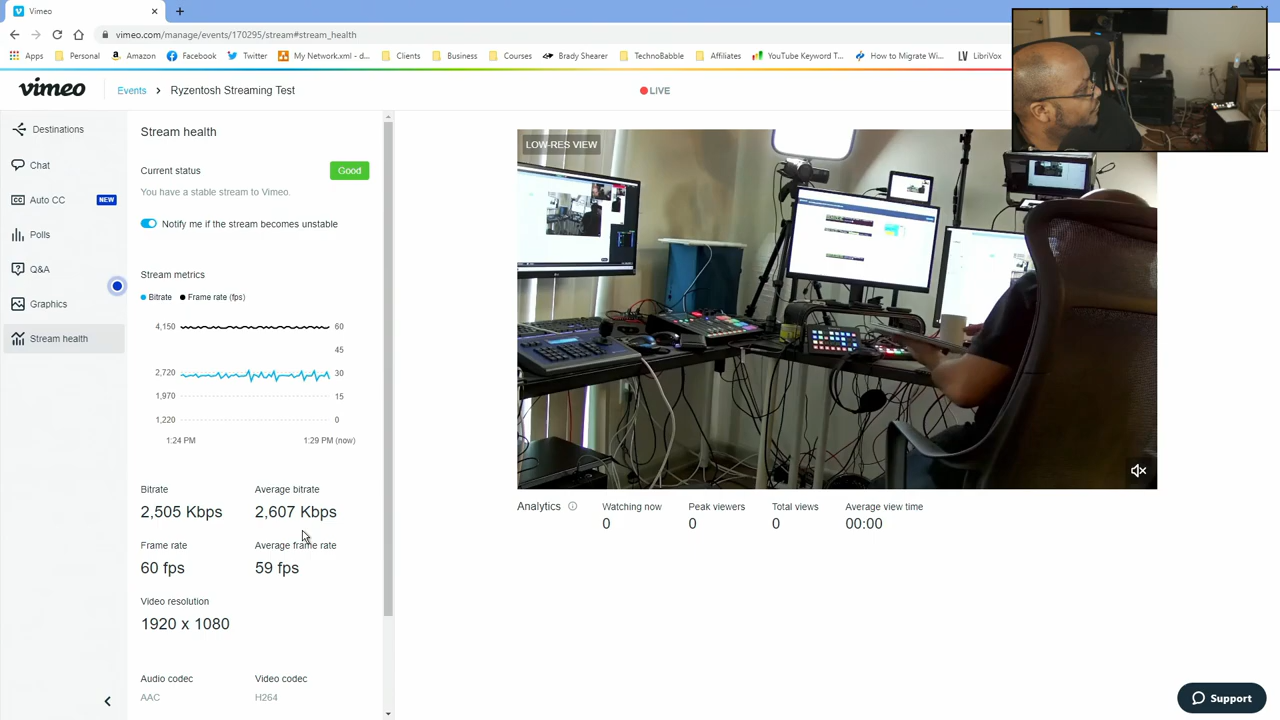 Vimeo
vimeo.com/manage/events/170295/stream#stream_health
Apps
Personal
Amazon
Facebook
Twitter
My Network.xml - d...
Clients
Business
Courses
Brady Shearer
TechnoBabble
Affiliates
YouTube Keyword T...
How to Migrate Wi...
LibriVox
vimeo
Events > Ryzentosh Streaming Test
LIVE
Destinations
Chat
Auto CC
NEW
Polls
Q&A
Graphics
Stream health
Stream health
Current status
Good
You have a stable stream to Vimeo.
Notify me if the stream becomes unstable
Stream metrics
Bitrate Frame rate (fps)
4,150 60
45
2,720 30
1,970 15
1,220 0
1:24 PM 1:29 PM (now)
Bitrate Average bitrate
2,505 Kbps 2,607 Kbps
Frame rate Average frame rate
60 fps 59 fps
Video resolution
1920 x 1080
Audio codec Video codec
AAC H264
LOW-RES VIEW
Analytics
Watching now Peak viewers Total views Average view time
0 0 0 00:00
Support